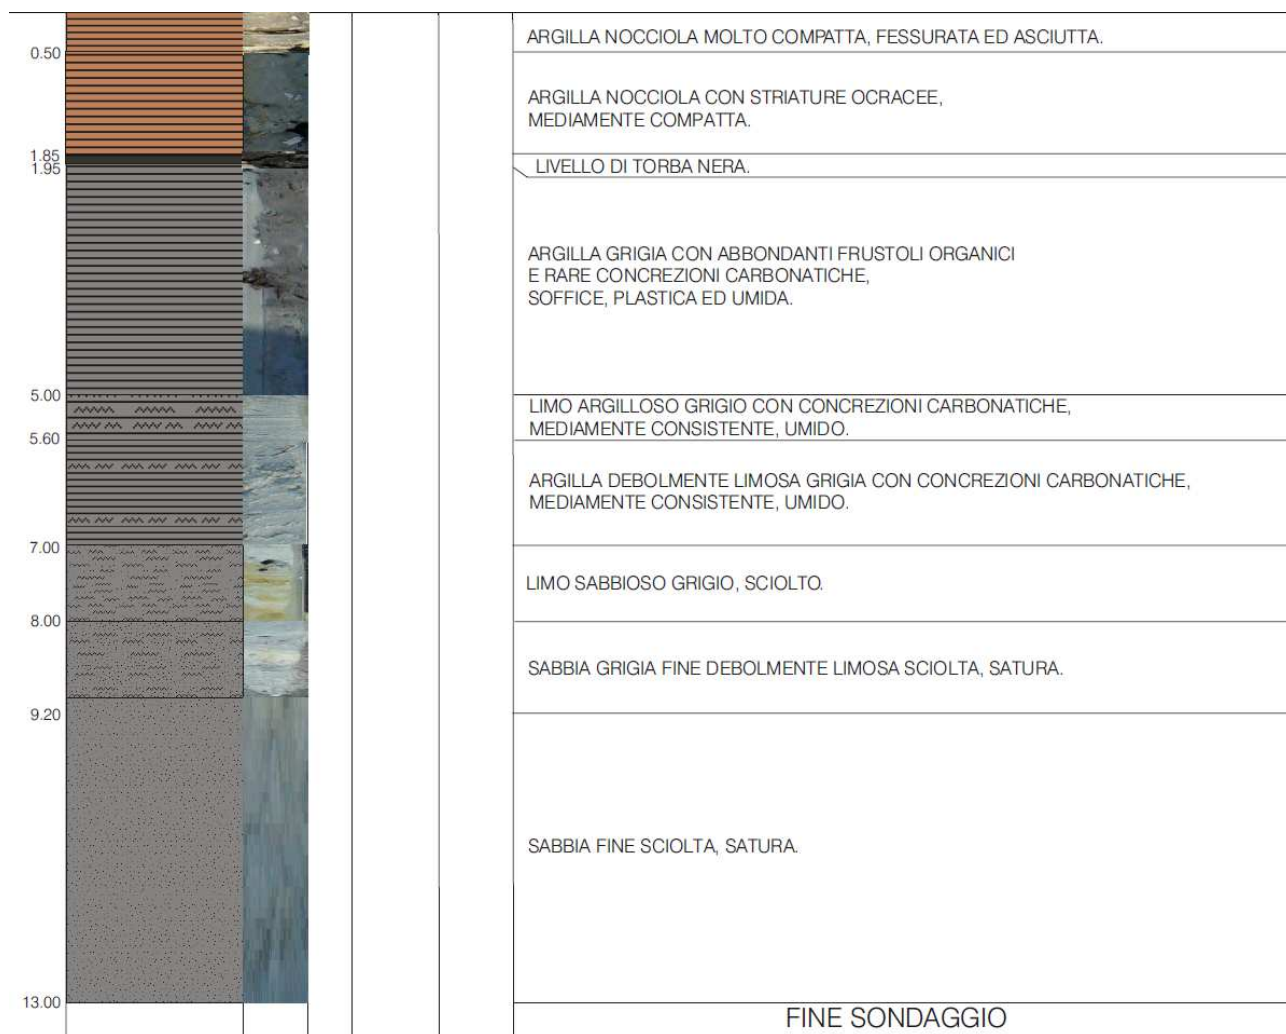 ARGILLA NOCCIOLA MOLTO COMPATTA, FESSURATA ED ASCIUTTA.
0.50
ARGILLA NOCCIOLA CON STRIATURE OCRACEE,
MEDIAMENTE COMPATTA.
1.85
1.95
LIVELLO DI TORBA NERA.
ARGILLA GRIGIA CON ABBONDANTI FRUSTOLI ORGANICI
E RARE CONCREZIONI CARBONATICHE,
SOFFICE, PLASTICA ED UMIDA.
5.00
LIMO ARGILLOSO GRIGIO CON CONCREZIONI CARBONATICHE,
MEDIAMENTE CONSISTENTE, UMIDO.
5.60
ARGILLA DEBOLMENTE LIMOSA GRIGIA CON CONCREZIONI CARBONATICHE,
MEDIAMENTE CONSISTENTE, UMIDO.
7.00
LIMO SABBIOSO GRIGIO, SCIOLTO.
8.00
SABBIA GRIGIA FINE DEBOLMENTE LIMOSA SCIOLTA, SATURA.
9.20
SABBIA FINE SCIOLTA, SATURA.
13.00
FINE SONDAGGIO